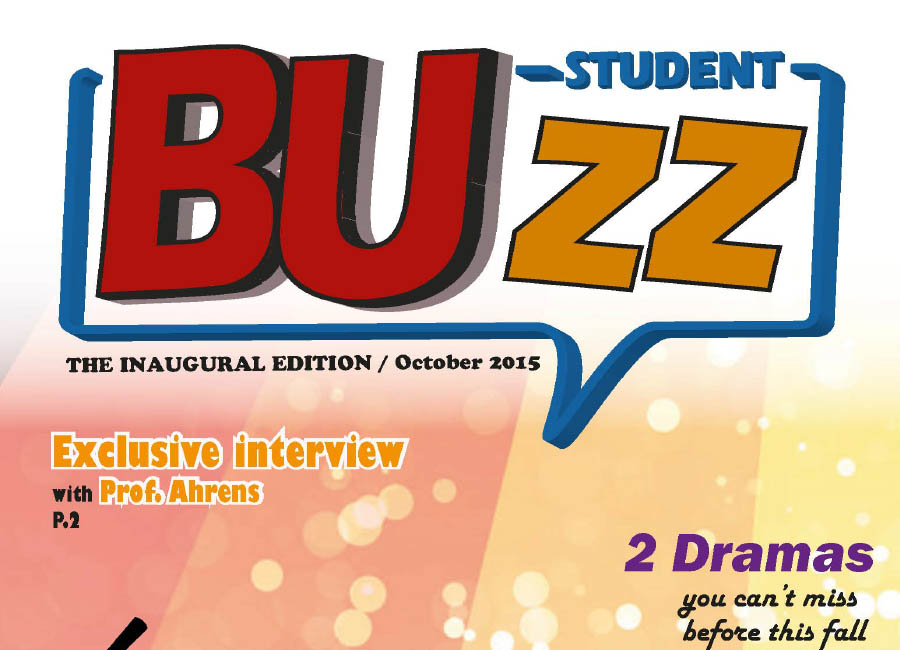 STUDENT
BUzz
THE INAUGURAL EDITION / October 2015
Exclusive interview
with Prof. Ahrens
P.2
2 Dramas
you can't miss
before this fall